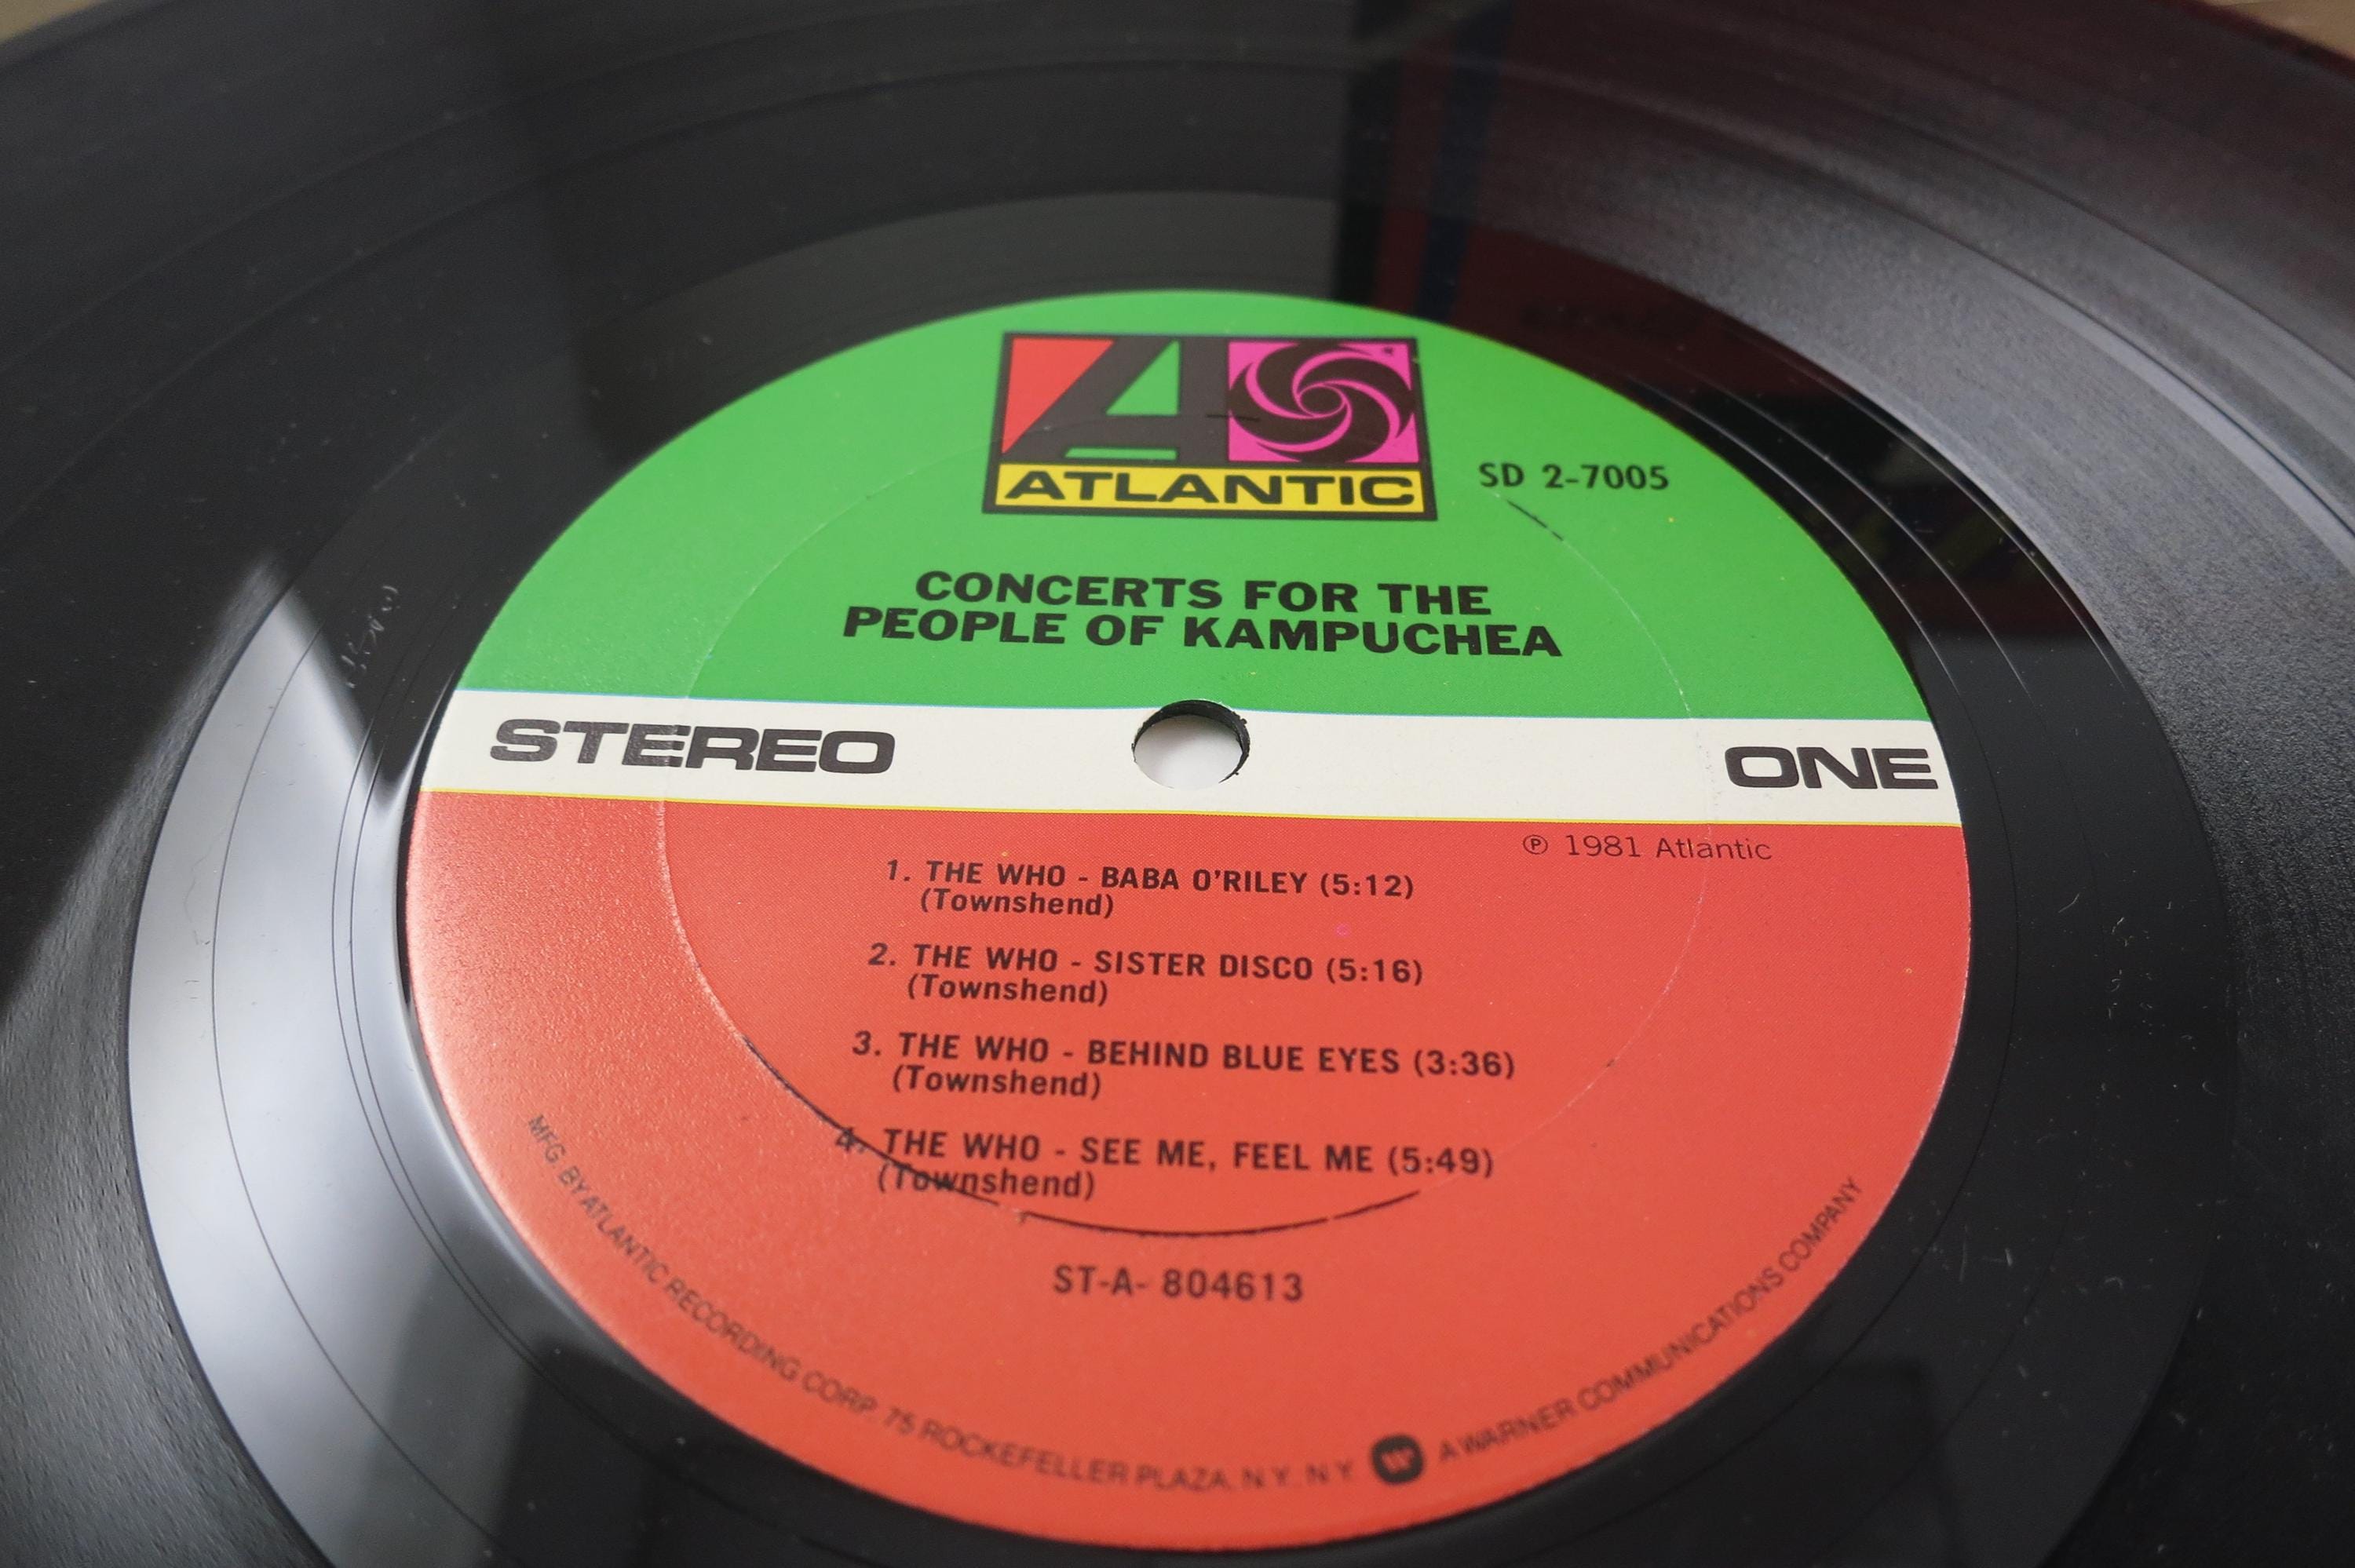 ATLANTIC
SD 2-7005
CONCERTS FOR THE
PEOPLE OF KAMPUCHEA
STEREO
ONE
℗ 1981 Atlantic
1. THE WHO - BABA O'RILEY (5:12)
(Townshend)
2. THE WHO - SISTER DISCO (5:16)
(Townshend)
3. THE WHO - BEHIND BLUE EYES (3:36)
(Townshend)
4. THE WHO - SEE ME, FEEL ME (5:49)
(Townshend)
ST-A- 804613
MFG. BY ATLANTIC RECORDING CORP. 75 ROCKEFELLER PLAZA, N.Y. N.Y. A WARNER COMMUNICATIONS COMPANY